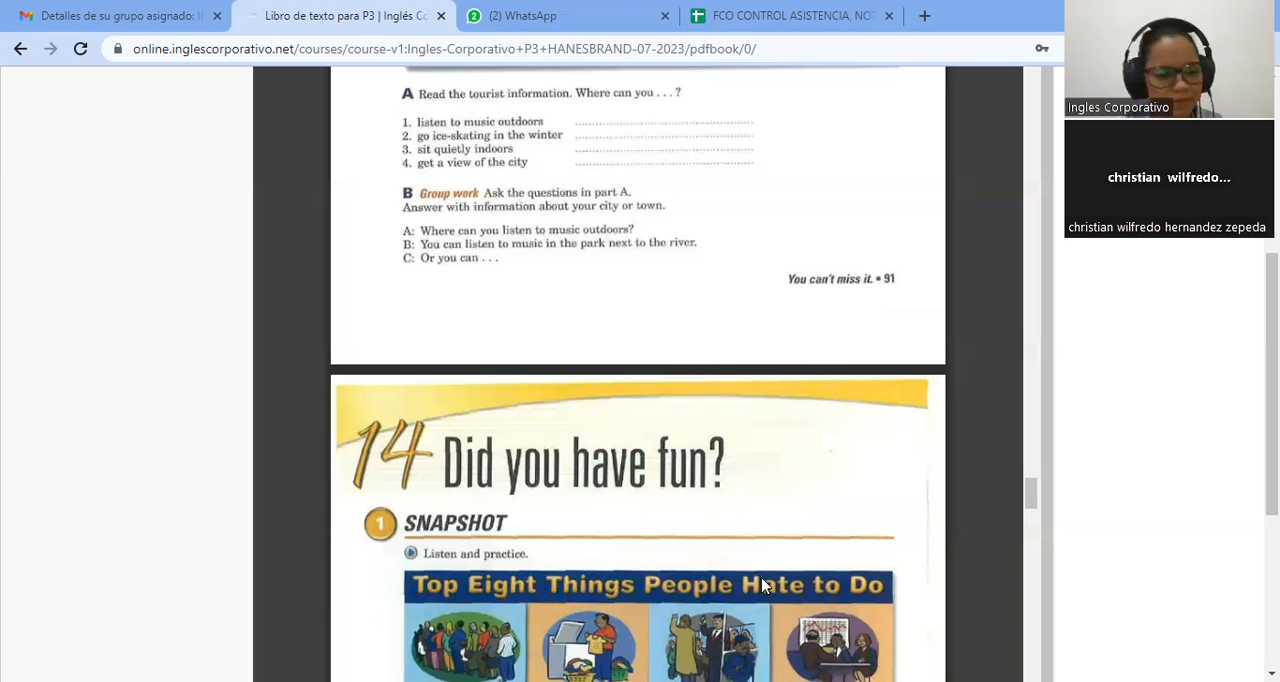 Detalles de su grupo asignado: I
Libro de texto para P3 | Inglés Co
(2) WhatsApp
FCO CONTROL ASISTENCIA, NOT
online.inglescorporativo.net/courses/course-v1:Ingles-Corporativo+P3+HANESBRAND-07-2023/pdfbook/0/
Ingles Corporativo
christian wilfredo...
christian wilfredo hernandez zepeda
A Read the tourist information. Where can you . . . ?
1. listen to music outdoors
2. go ice-skating in the winter
3. sit quietly indoors
4. get a view of the city
B Group work Ask the questions in part A.
Answer with information about your city or town.
A: Where can you listen to music outdoors?
B: You can listen to music in the park next to the river.
C: Or you can . . .
You can't miss it. • 91
14 Did you have fun?
1 SNAPSHOT
Listen and practice.
Top Eight Things People Hate to Do